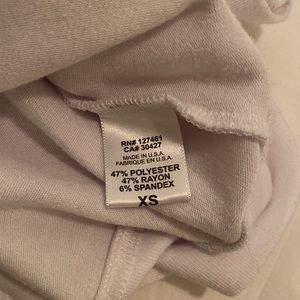 RN# 127461
CA# 30427
MADE IN U.S.A.
FABRIQUE EN U.S.A.
47% POLYESTER
47% RAYON
6% SPANDEX
XS